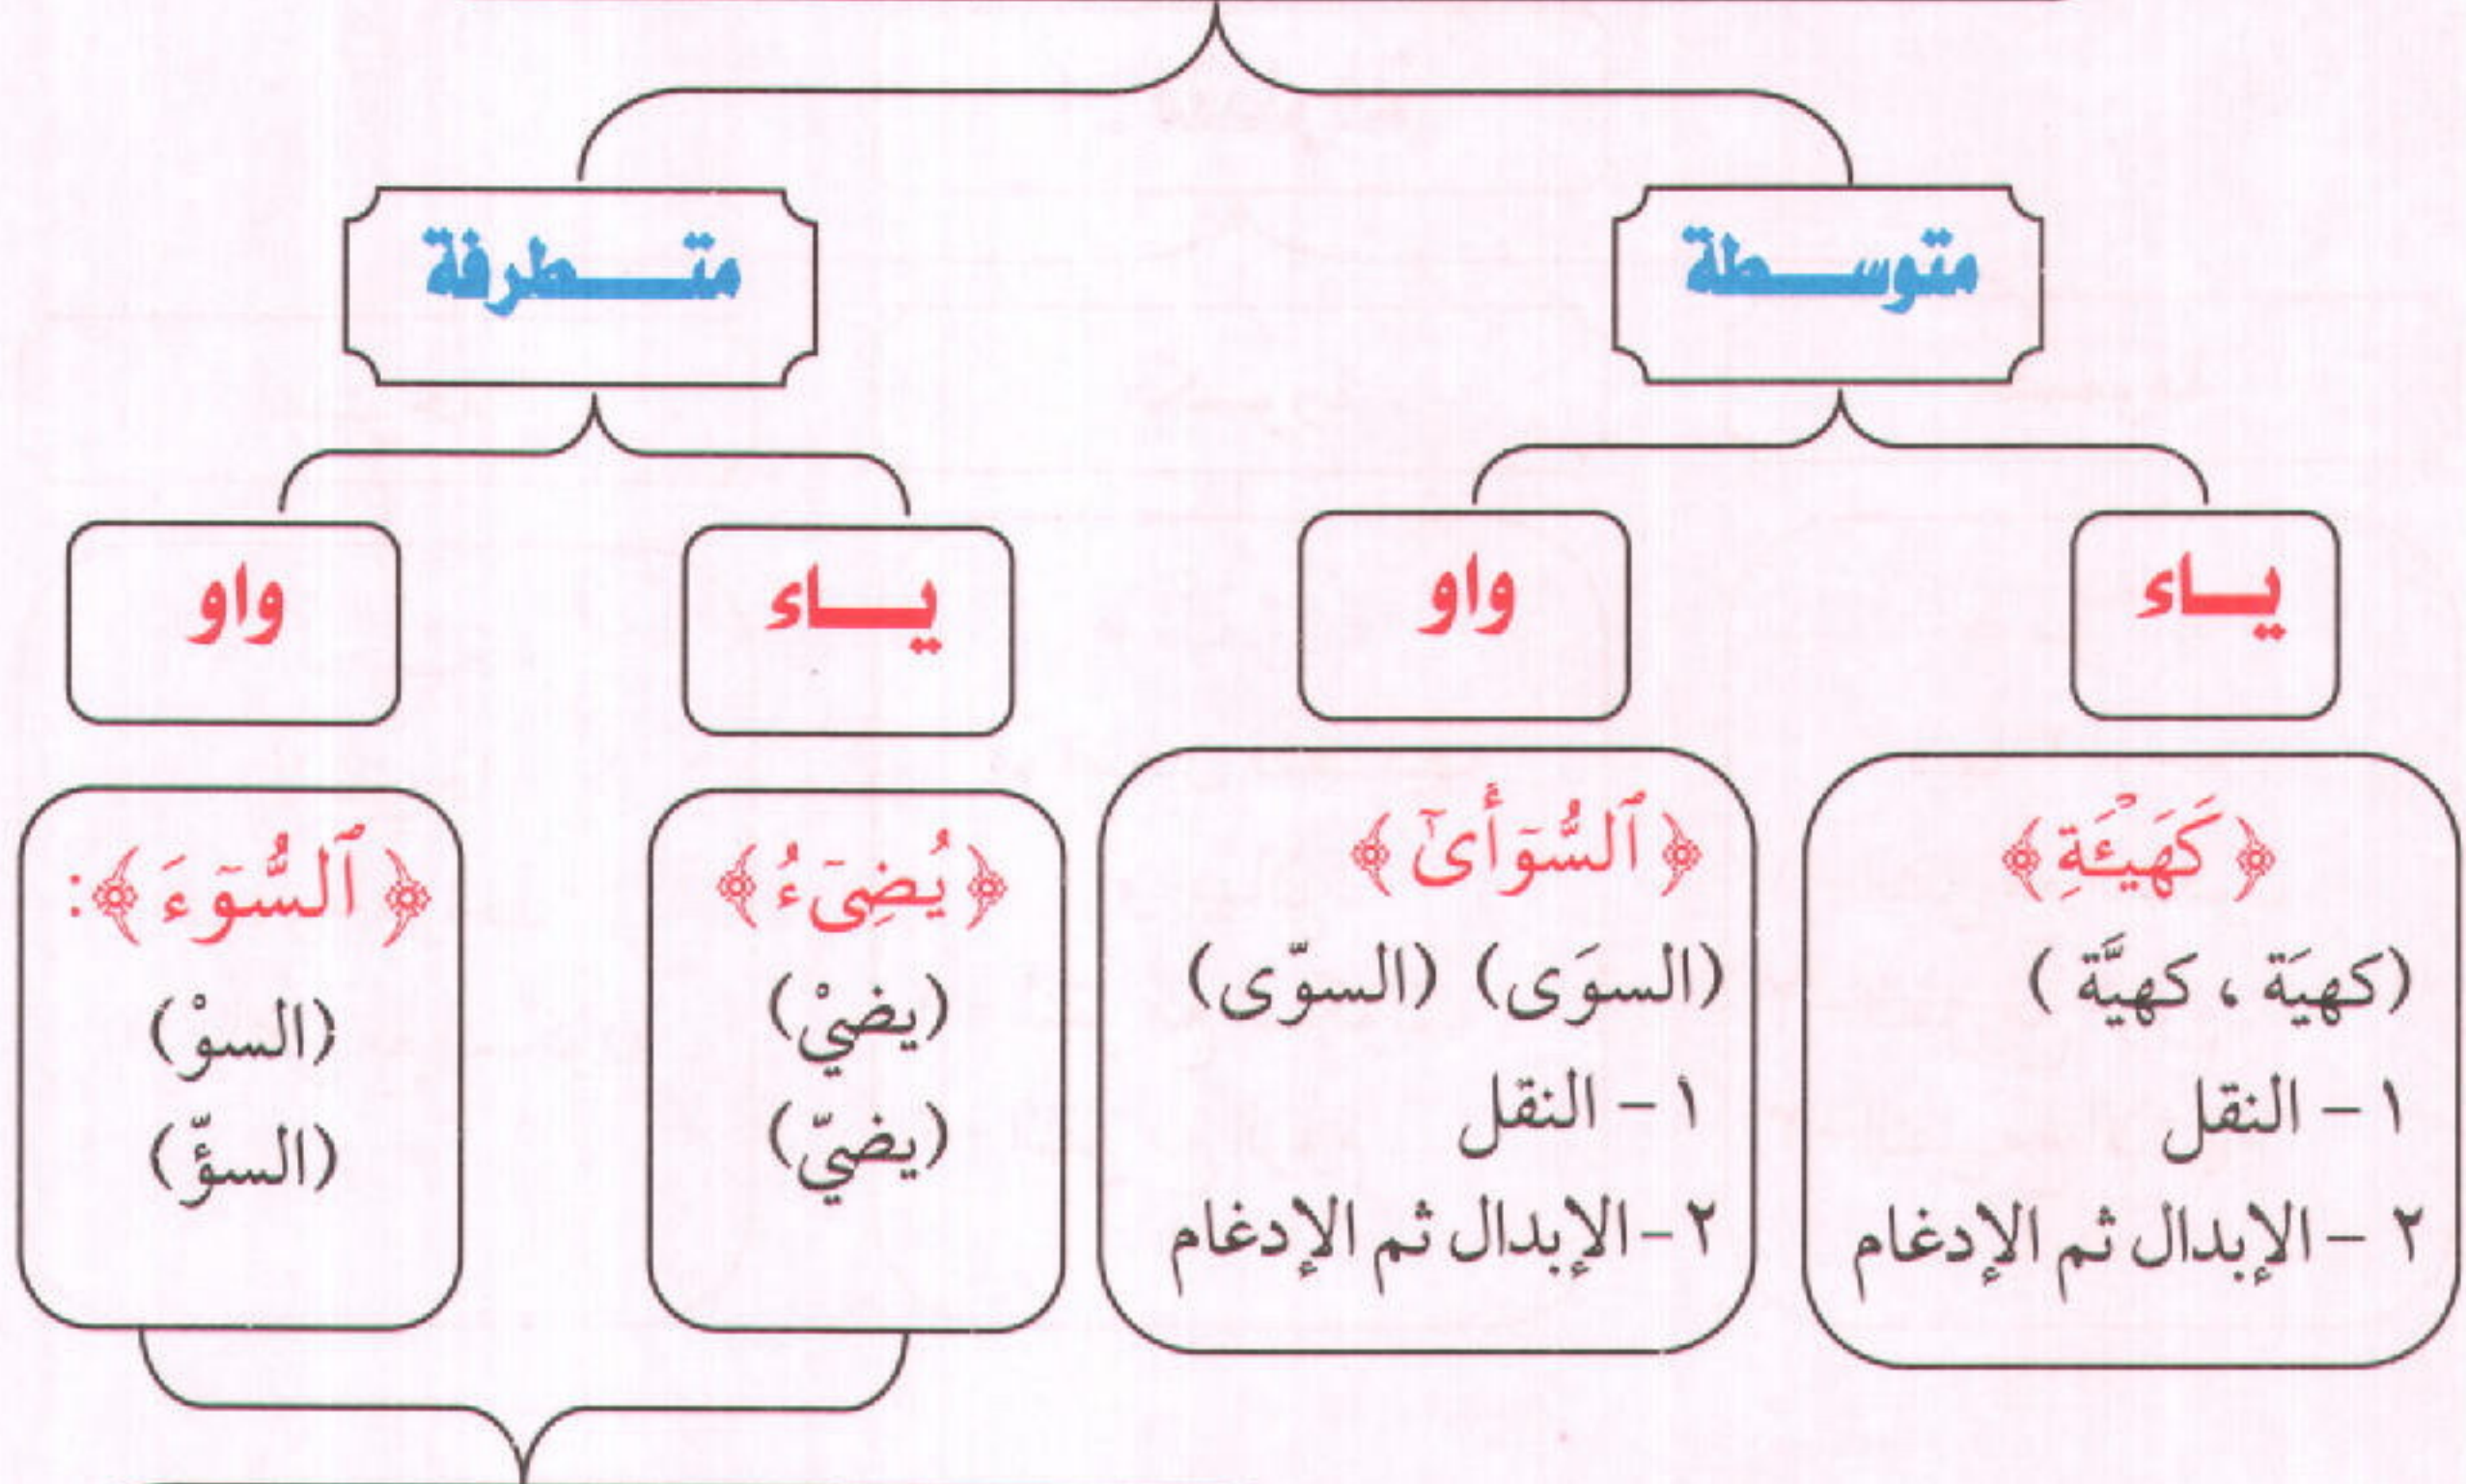 متوسطة
متطرفة
ياء
واو
ياء
واو
﴿كَهَيْـَٔةِ﴾
(كهيَة ، كهيَّة )
١ - النقل
٢ - الإبدال ثم الإدغام
﴿ٱلسُّوٓأَىٰٓ﴾
(السوَى) (السوّى)
١ - النقل
٢ -الإبدال ثم الإدغام
﴿يُضِىٓءُ﴾
(يضيْ)
(يضيّ)
﴿ٱلسُّوٓءَ﴾:
(السوْ)
(السؤّ)